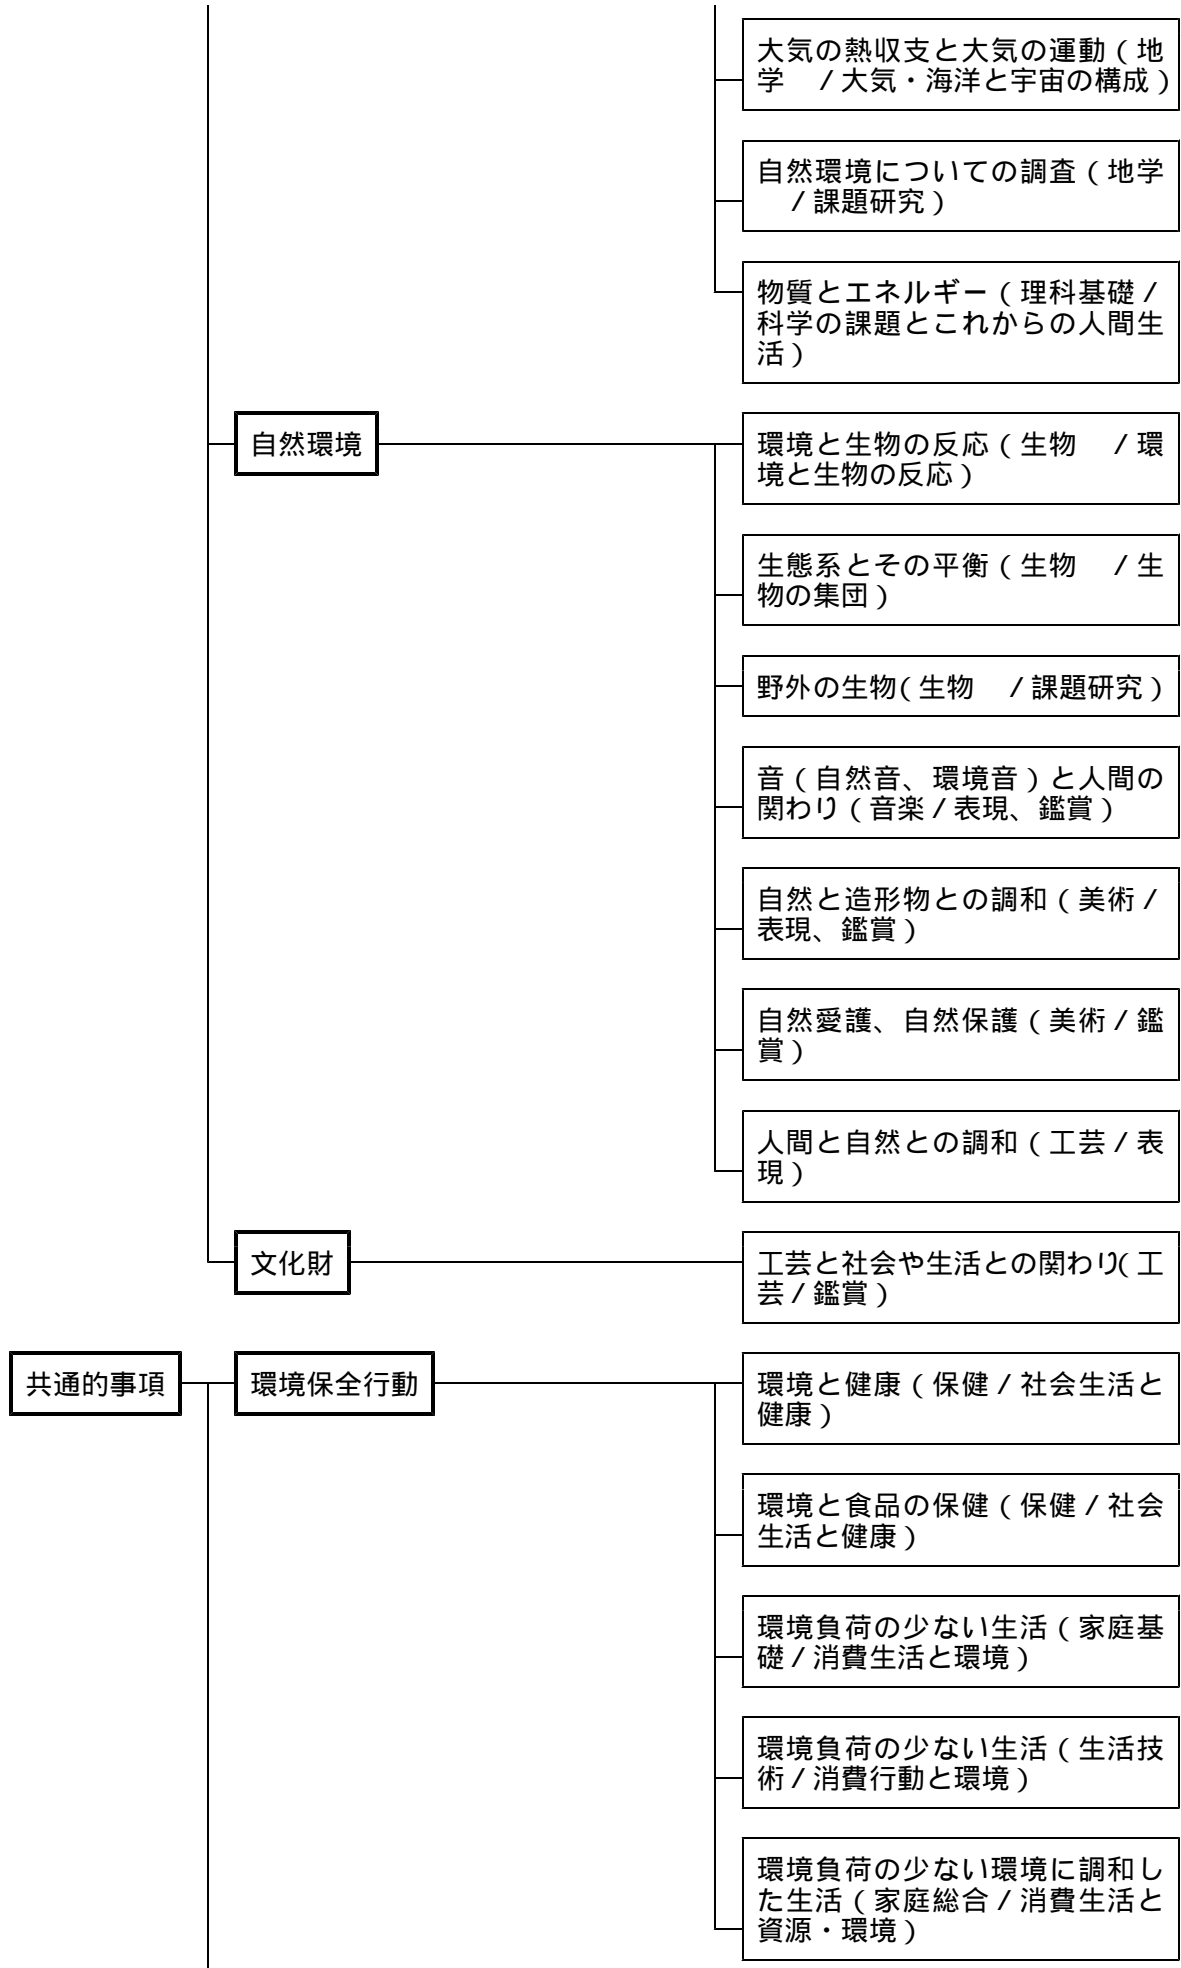 大気の熱収支と大気の運動（地
学　／大気・海洋と宇宙の構成）
自然環境についての調査（地学
　／課題研究）
物質とエネルギー（理科基礎／
科学の課題とこれからの人間生
活）
自然環境
環境と生物の反応（生物　／環
境と生物の反応）
生態系とその平衡（生物　／生
物の集団）
野外の生物（生物　／課題研究）
音（自然音、環境音）と人間の
関わり（音楽／表現、鑑賞）
自然と造形物との調和（美術／
表現、鑑賞）
自然愛護、自然保護（美術／鑑
賞）
人間と自然との調和（工芸／表
現）
文化財
工芸と社会や生活との関わり（工
芸／鑑賞）
共通的事項
環境保全行動
環境と健康（保健／社会生活と
健康）
環境と食品の保健（保健／社会
生活と健康）
環境負荷の少ない生活（家庭基
礎／消費生活と環境）
環境負荷の少ない生活（生活技
術／消費行動と環境）
環境負荷の少ない環境に調和し
た生活（家庭総合／消費生活と
資源・環境）